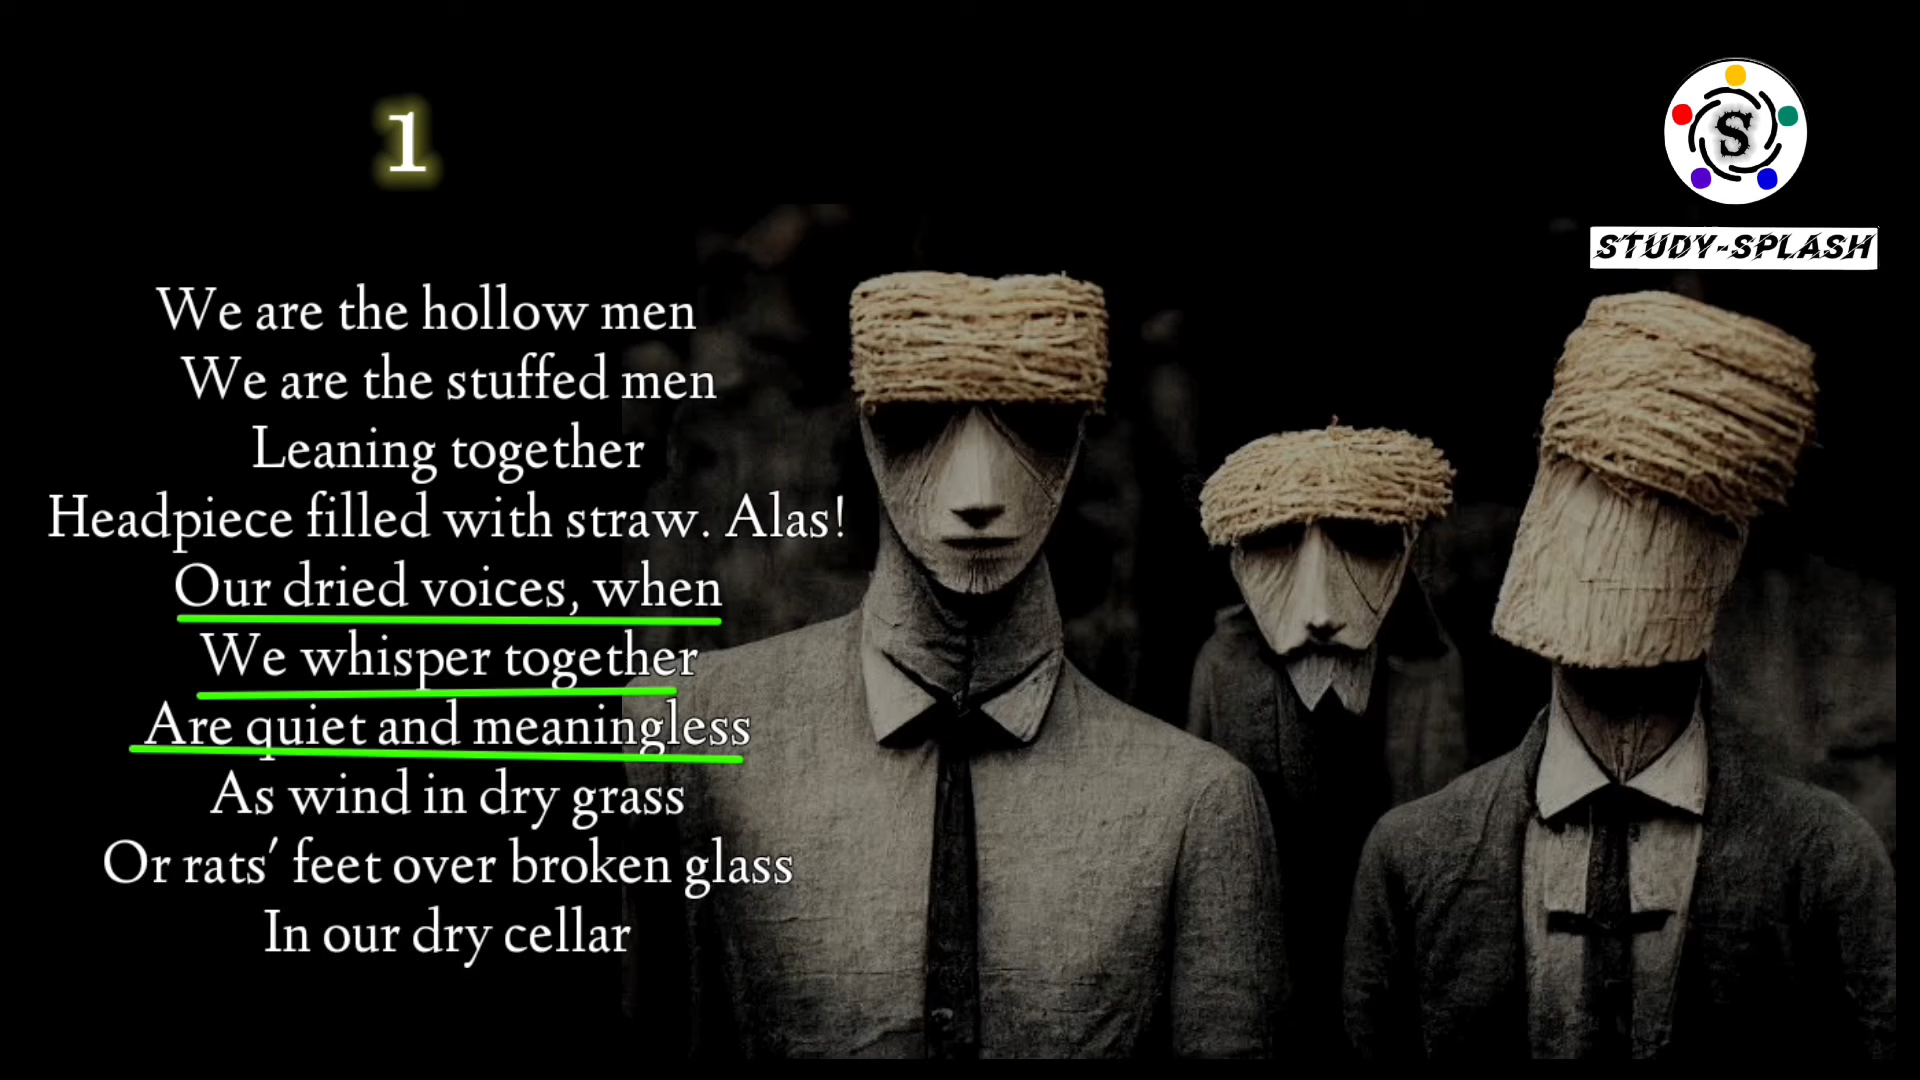 1
S
STUDY-SPLASH
We are the hollow men
We are the stuffed men
Leaning together
Headpiece filled with straw. Alas!
Our dried voices, when
We whisper together
Are quiet and meaningless
As wind in dry grass
Or rats' feet over broken glass
In our dry cellar